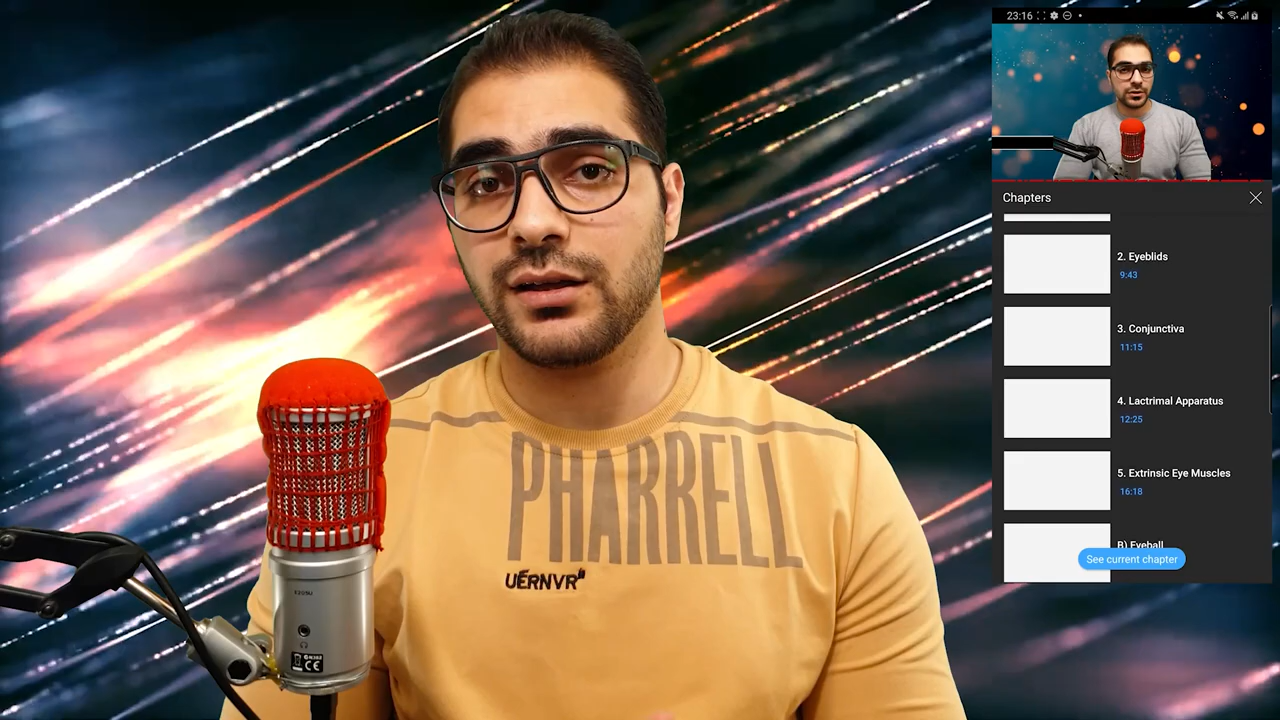 23:16
Chapters
2. Eyeblids
9:43
3. Conjunctiva
11:15
4. Lactrimal Apparatus
12:25
5. Extrinsic Eye Muscles
16:18
B) Eyeball
See current chapter
PHARRELL
UËRNVR
CE